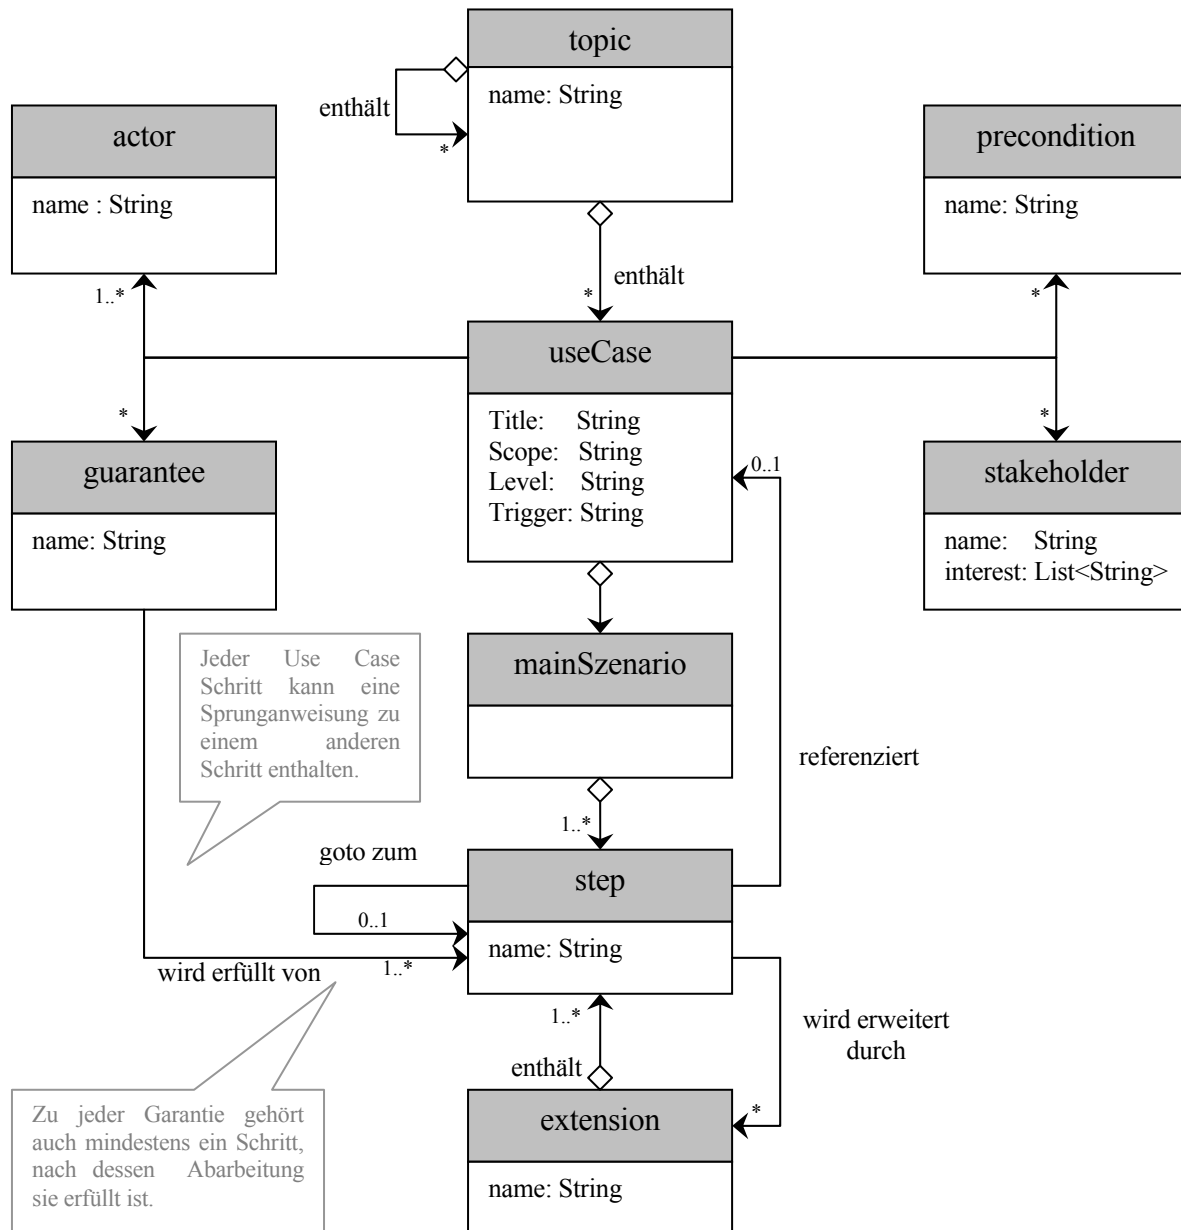 topic
name: String
enthält
*
actor
name : String
precondition
name: String
1..*
*
enthält
*
useCase
Title: String
Scope: String
Level: String
Trigger: String
*
guarantee
name: String
*
stakeholder
name: String
interest: List<String>
0..1
Jeder Use Case
Schritt kann eine
Sprunganweisung zu
einem anderen
Schritt enthalten.
mainSzenario
referenziert
1..*
goto zum
0..1
step
name: String
wird erfüllt von
1..*
1..*
wird erweitert
durch
enthält
*
extension
name: String
Zu jeder Garantie gehört
auch mindestens ein Schritt,
nach dessen Abarbeitung
sie erfüllt ist.